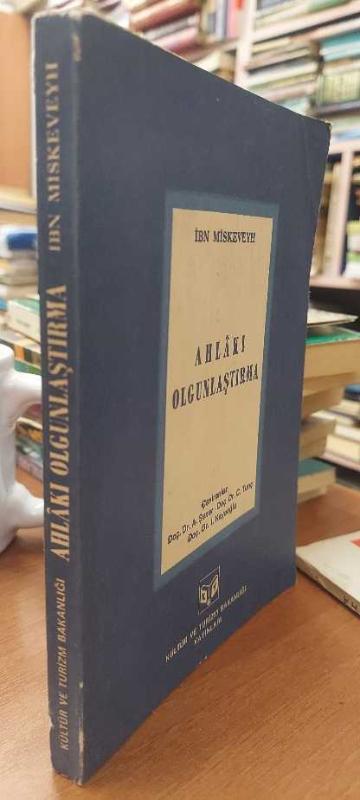 İBN MİSKEVEYH
AHLÂKI
OLGUNLAŞTIRMA
Çevirenler
Doç. Dr. A. Şener - Doç. Dr. C. Tunç
Doç. Dr. İ. Kayaoğlu
KÜLTÜR VE TURİZM BAKANLIĞI
YAYINLARI
KÜLTÜR VE TURİZM BAKANLIĞI AHLÂKI OLGUNLAŞTIRMA İBN MİSKEVEYH